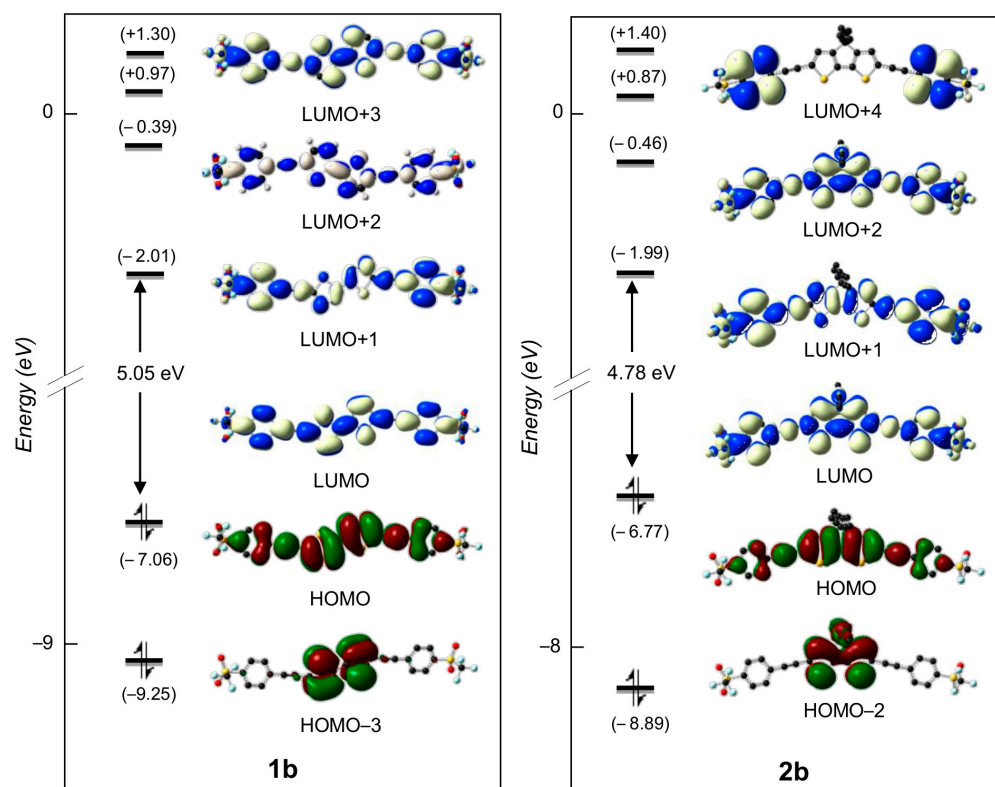 (+1.30)
(+0.97)
0
(– 0.39)
(– 2.01)
Energy (eV)
5.05 eV
(– 7.06)
–9
(–9.25)
LUMO+3
LUMO+2
LUMO+1
LUMO
HOMO
HOMO–3
1b
(+1.40)
(+0.87)
0
(– 0.46)
(– 1.99)
Energy (eV)
4.78 eV
(– 6.77)
–8
(– 8.89)
LUMO+4
LUMO+2
LUMO+1
LUMO
HOMO
HOMO–2
2b